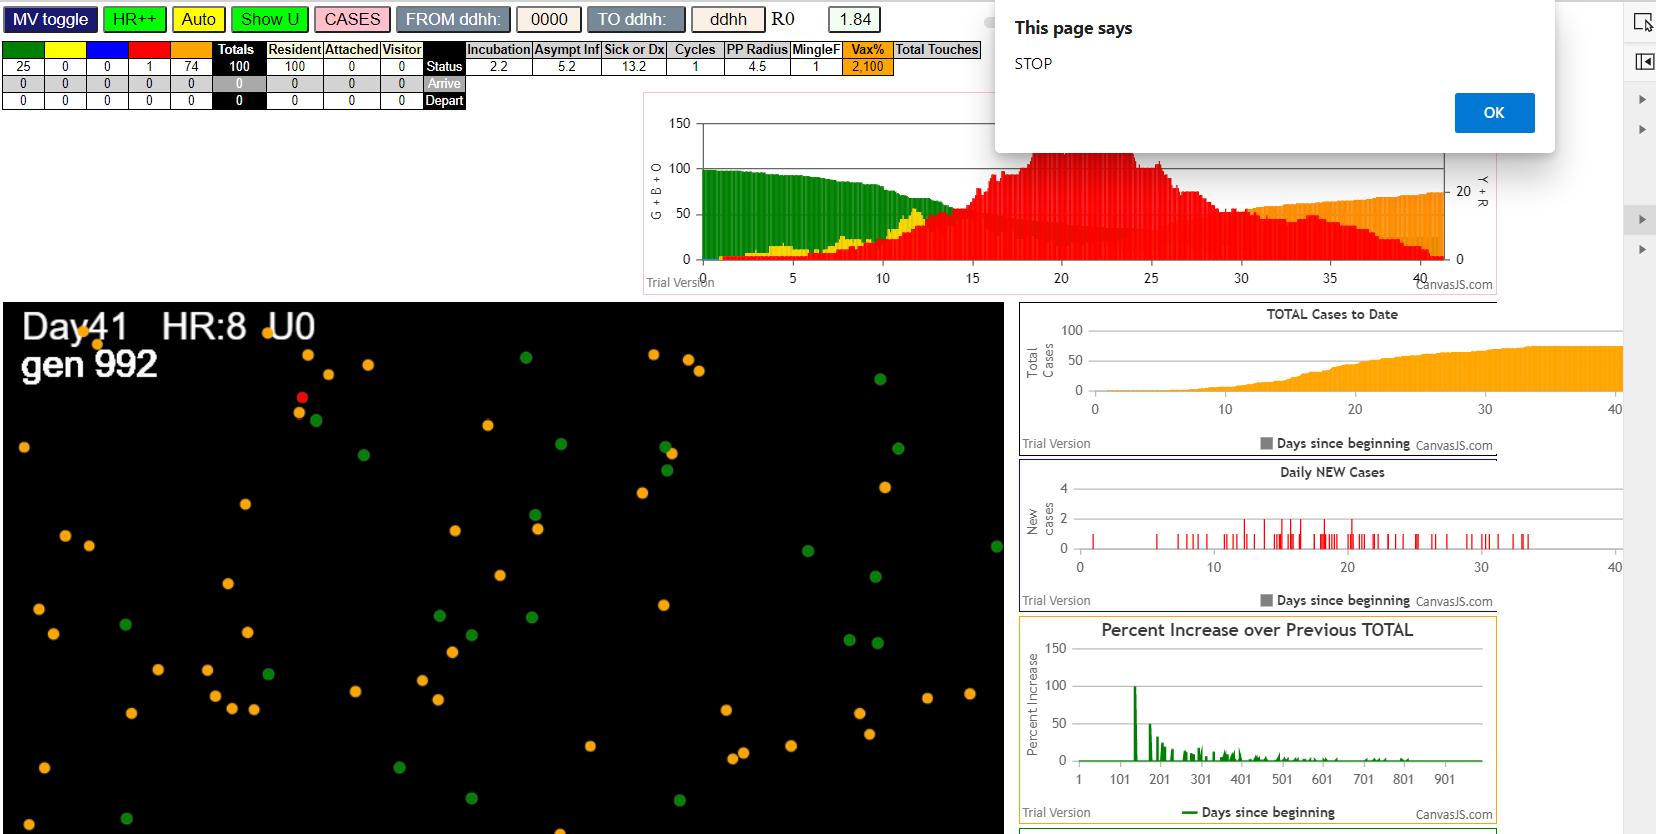 MV toggle HR++ Auto Show U CASES FROM ddhh: 0000 TO ddhh: ddhh R0 1.84
Totals Resident Attached Visitor Incubation Asympt Inf Sick or Dx Cycles PP Radius MingleF Vax% Total Touches
25 0 0 1 74 100 100 0 0 Status 2.2 5.2 13.2 1 4.5 1 2,100
0 0 0 0 0 0 0 0 0 Arrive
0 0 0 0 0 0 0 0 0 Depart
This page says
STOP
OK
150
100
50
0
G + B + O
20
0
Y + R
0 5 10 15 20 25 30 35 40
Trial Version CanvasJS.com
Day41 HR:8 U0
gen 992
TOTAL Cases to Date
Total
Cases
100
50
0
0 10 20 30 40
Days since beginning
Trial Version CanvasJS.com
Daily NEW Cases
New
cases
4
2
0
0 10 20 30 40
Days since beginning
Trial Version CanvasJS.com
Percent Increase over Previous TOTAL
Percent Increase
150
100
50
0
1 101 201 301 401 501 601 701 801 901
Days since beginning
Trial Version CanvasJS.com